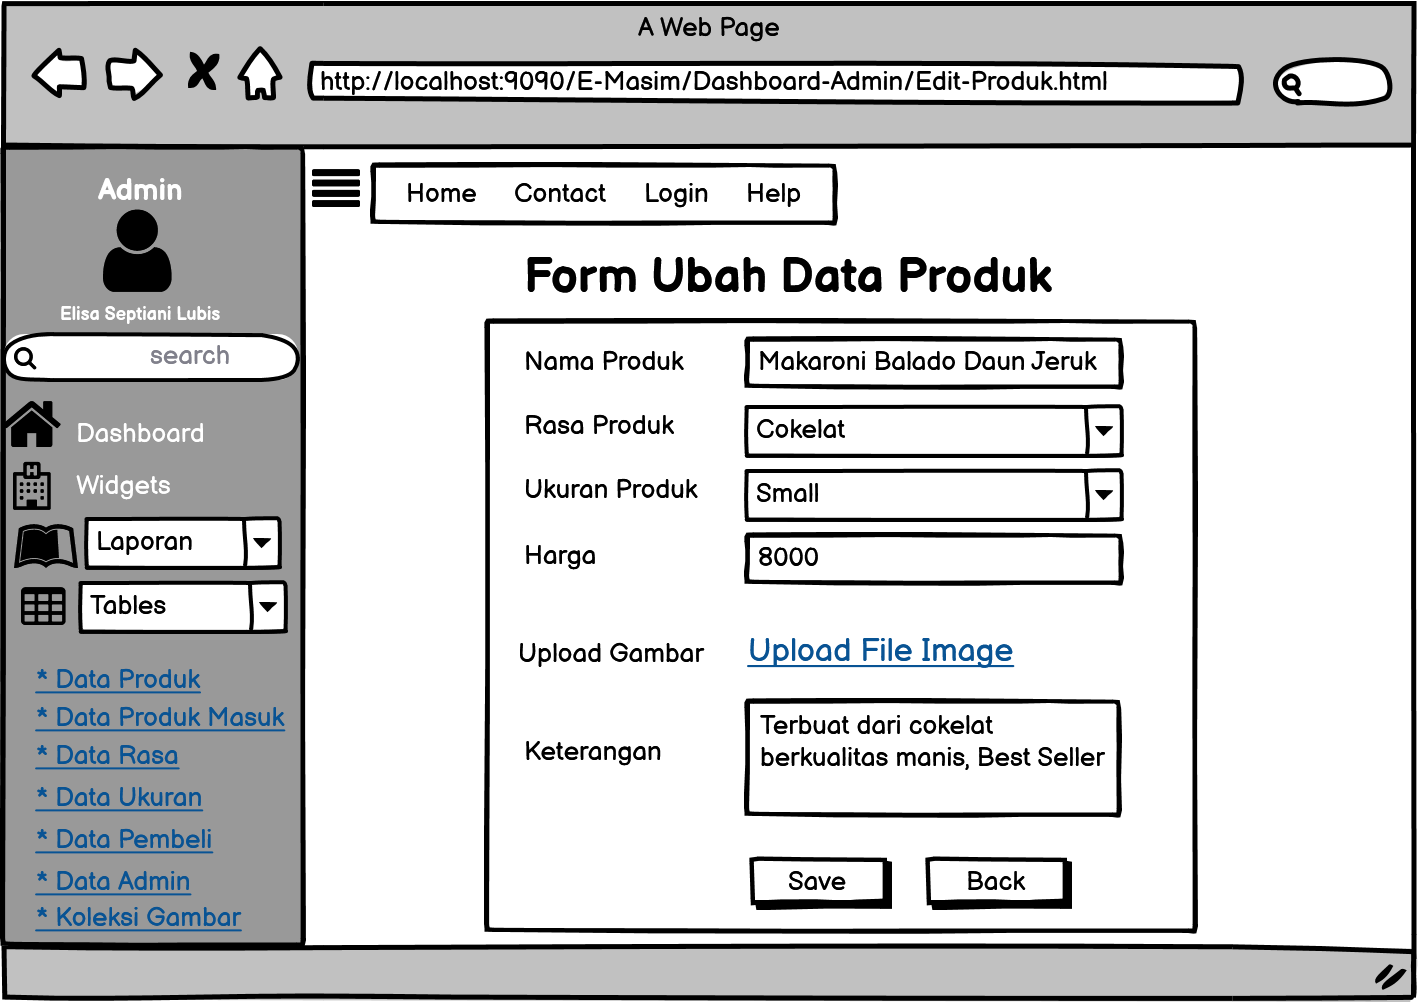 A Web Page
http://localhost:9090/E-Masim/Dashboard-Admin/Edit-Produk.html
Admin
Elisa Septiani Lubis
search
Dashboard
Widgets
Laporan
Tables
* Data Produk
* Data Produk Masuk
* Data Rasa
* Data Ukuran
* Data Pembeli
* Data Admin
* Koleksi Gambar
Home Contact Login Help
Form Ubah Data Produk
Nama Produk Makaroni Balado Daun Jeruk
Rasa Produk Cokelat
Ukuran Produk Small
Harga 8000
Upload Gambar Upload File Image
Keterangan
Terbuat dari cokelat
berkualitas manis, Best Seller
Save Back